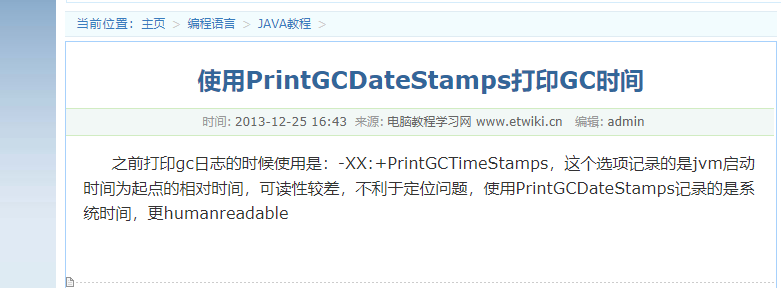 当前位置：主页 > 编程语言 > JAVA教程 >
使用PrintGCDateStamps打印GC时间
时间: 2013-12-25 16:43 来源: 电脑教程学习网 www.etwiki.cn 编辑: admin
之前打印gc日志的时候使用是：-XX:+PrintGCTimeStamps，这个选项记录的是jvm启动
时间为起点的相对时间，可读性较差，不利于定位问题，使用PrintGCDateStamps记录的是系
统时间，更humanreadable